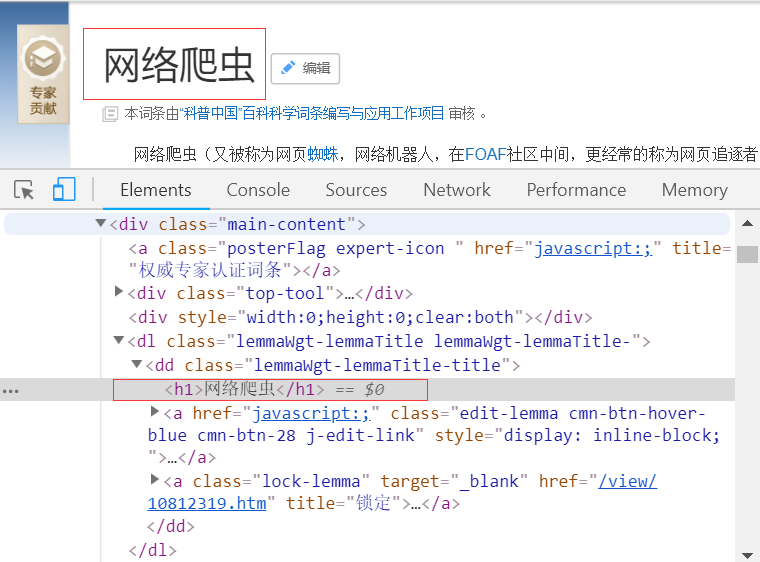 专家
贡献
网络爬虫
编辑
本词条由“科普中国”百科科学词条编写与应用工作项目 审核 。
网络爬虫（又被称为网页蜘蛛，网络机器人，在FOAF社区中间，更经常的称为网页追逐者
Elements Console Sources Network Performance Memory
▼<div class="main-content">
<a class="posterFlag expert-icon " href="javascript:;" title=
"权威专家认证词条"></a>
▶<div class="top-tool">…</div>
<div style="width:0;height:0;clear:both"></div>
▼<dl class="lemmaWgt-lemmaTitle lemmaWgt-lemmaTitle-">
▼<dd class="lemmaWgt-lemmaTitle-title">
... <h1>网络爬虫</h1> == $0
▶<a href="javascript:;" class="edit-lemma cmn-btn-hover-
blue cmn-btn-28 j-edit-link" style="display: inline-block;
">…</a>
▶<a class="lock-lemma" target="_blank" href="/view/
10812319.htm" title="锁定">…</a>
</dd>
</dl>